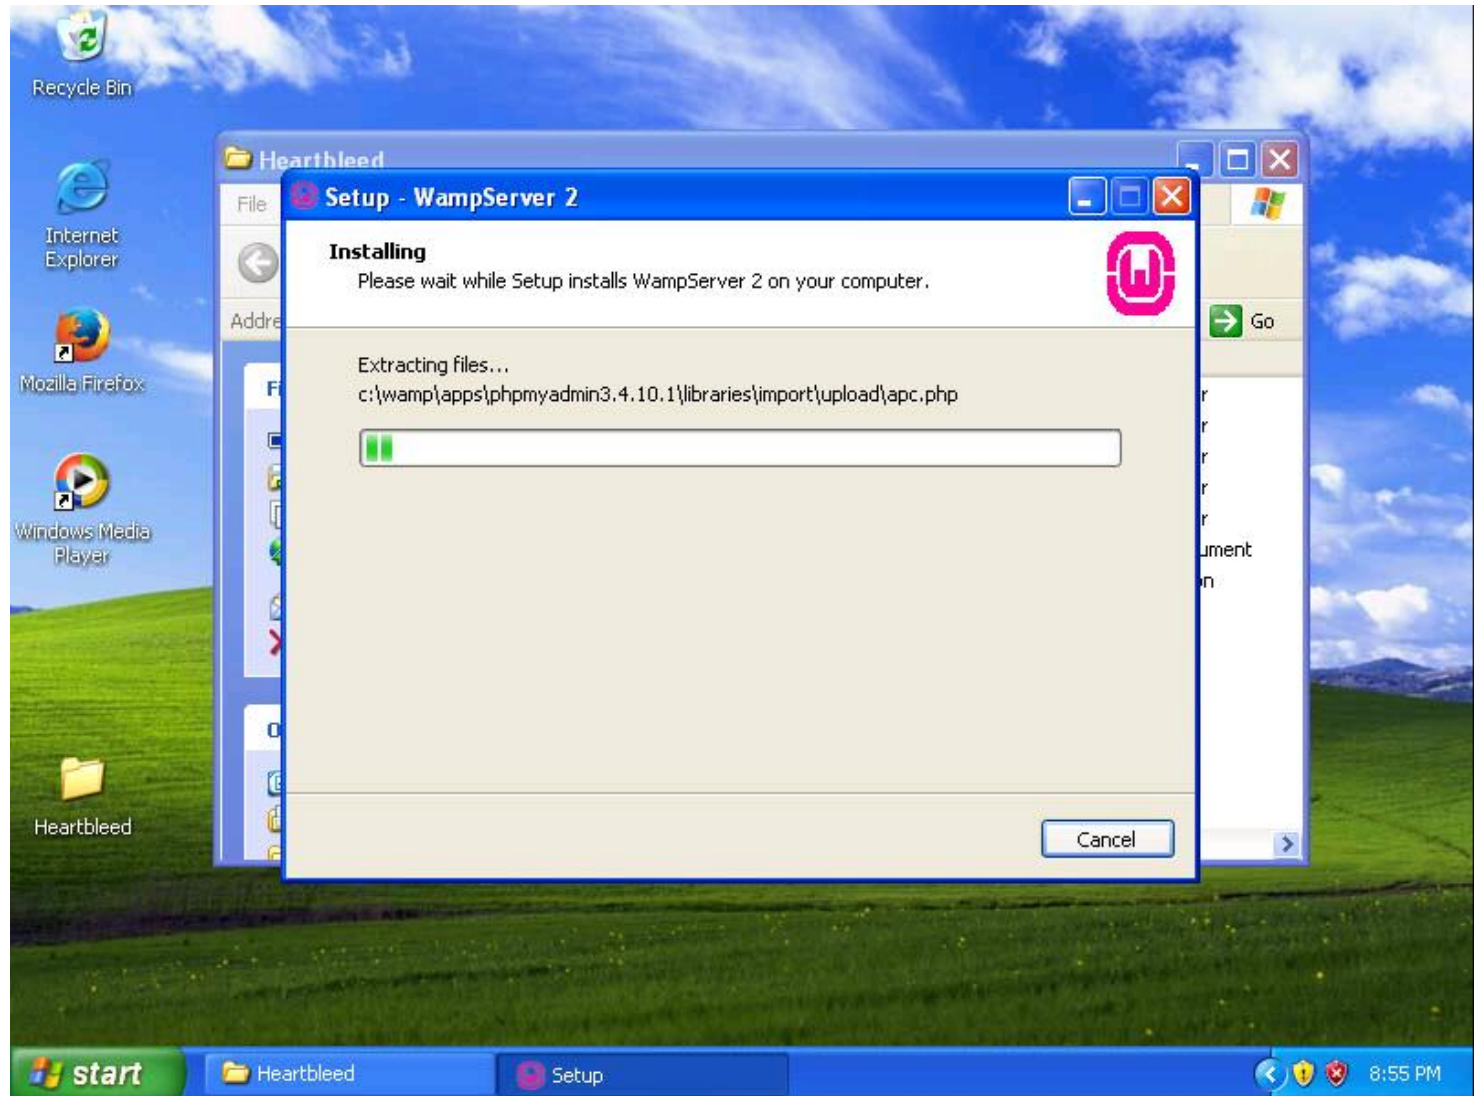 Recycle Bin
Internet
Explorer
Mozilla Firefox
Windows Media
Player
Heartbleed
Heartbleed
File
Addre
Go
Setup - WampServer 2
Installing
Please wait while Setup installs WampServer 2 on your computer.
Extracting files...
c:\wamp\apps\phpmyadmin3.4.10.1\libraries\import\upload\apc.php
Cancel
start
Heartbleed
Setup
8:55 PM